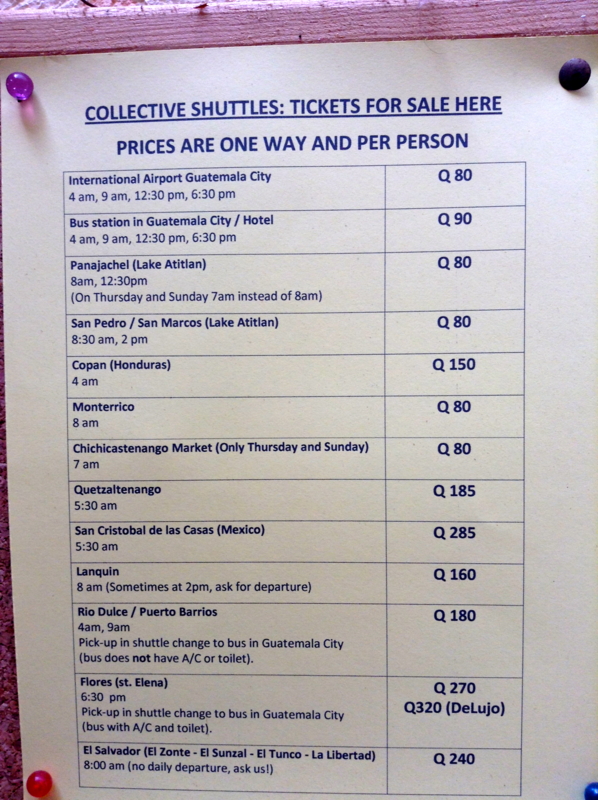 COLLECTIVE SHUTTLES: TICKETS FOR SALE HERE
PRICES ARE ONE WAY AND PER PERSON
International Airport Guatemala City Q 80
4 am, 9 am, 12:30 pm, 6:30 pm
Bus station in Guatemala City / Hotel Q 90
4 am, 9 am, 12:30 pm, 6:30 pm
Panajachel (Lake Atitlan) Q 80
8am, 12:30pm
(On Thursday and Sunday 7am instead of 8am)
San Pedro / San Marcos (Lake Atitlan) Q 80
8:30 am, 2 pm
Copan (Honduras) Q 150
4 am
Monterrico Q 80
8 am
Chichicastenango Market (Only Thursday and Sunday) Q 80
7 am
Quetzaltenango Q 185
5:30 am
San Cristobal de las Casas (Mexico) Q 285
5:30 am
Lanquin Q 160
8 am (Sometimes at 2pm, ask for departure)
Rio Dulce / Puerto Barrios Q 180
4am, 9am
Pick-up in shuttle change to bus in Guatemala City
(bus does not have A/C or toilet).
Flores (st. Elena) Q 270
6:30 pm Q320 (DeLujo)
Pick-up in shuttle change to bus in Guatemala City
(bus with A/C and toilet).
El Salvador (El Zonte - El Sunzal - El Tunco - La Libertad) Q 240
8:00 am (no daily departure, ask us!)